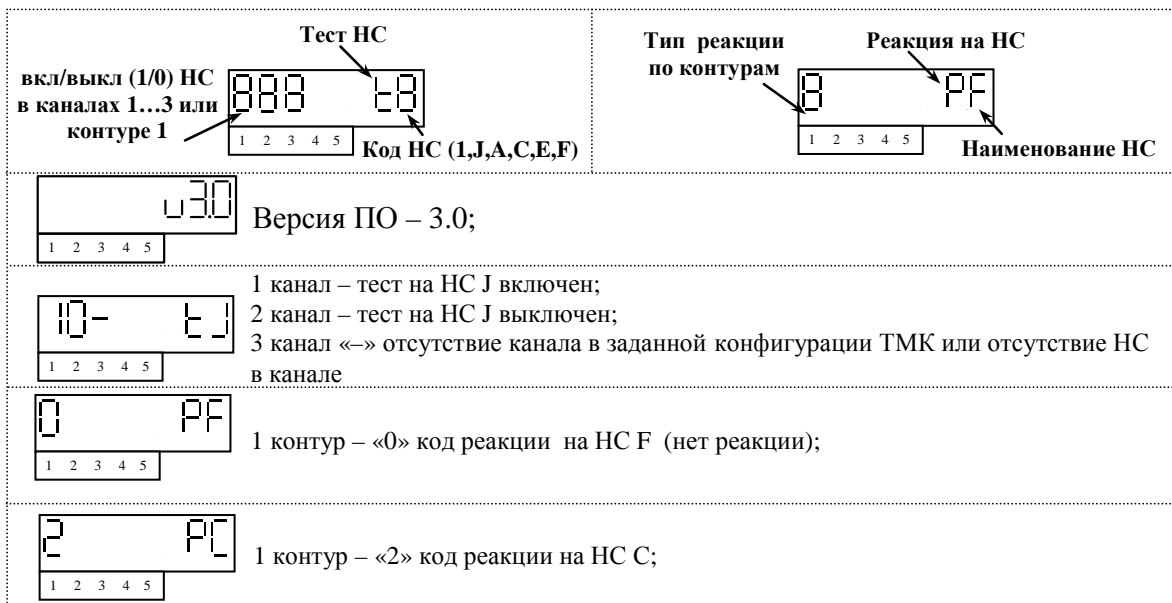 Тест НС
вкл/выкл (1/0) НС
в каналах 1…3 или
контуре 1
888 t8
1 2 3 4 5
Код НС (1,J,A,C,E,F)
Тип реакции
по контурам
Реакция на НС
8 PF
1 2 3 4 5
Наименование НС
υ3.0
1 2 3 4 5
Версия ПО – 3.0;
10- tJ
1 2 3 4 5
1 канал – тест на НС J включен;
2 канал – тест на НС J выключен;
3 канал «–» отсутствие канала в заданной конфигурации ТМК или отсутствие НС
в канале
0 PF
1 2 3 4 5
1 контур – «0» код реакции на НС F (нет реакции);
2 PC
1 2 3 4 5
1 контур – «2» код реакции на НС С;